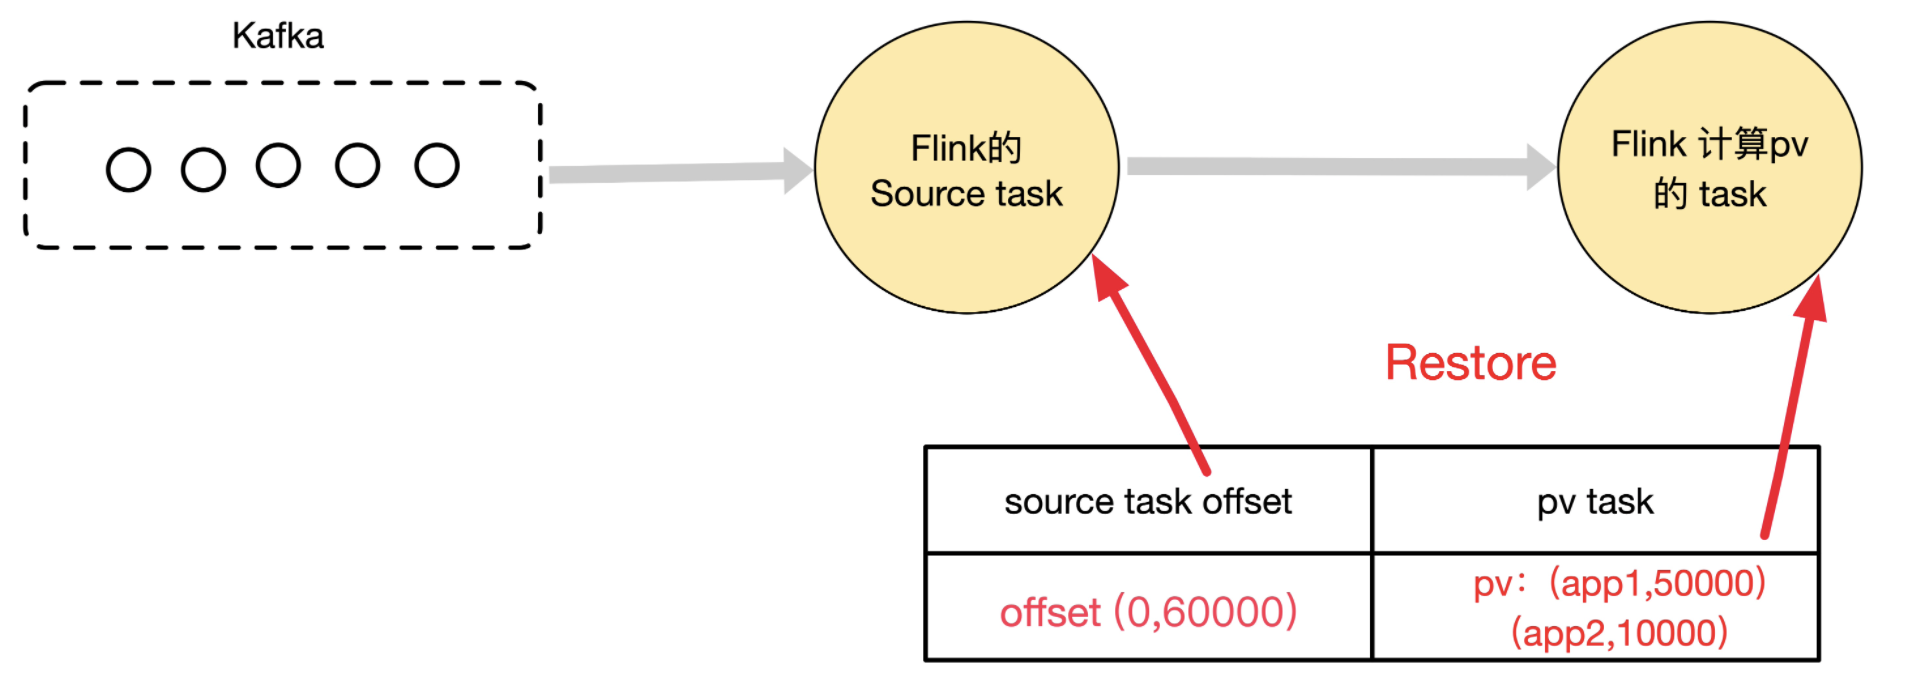 Kafka
Flink的
Source task
Flink 计算pv
的 task
Restore
source task offset
pv task
offset (0,60000)
pv：(app1,50000)
(app2,10000)